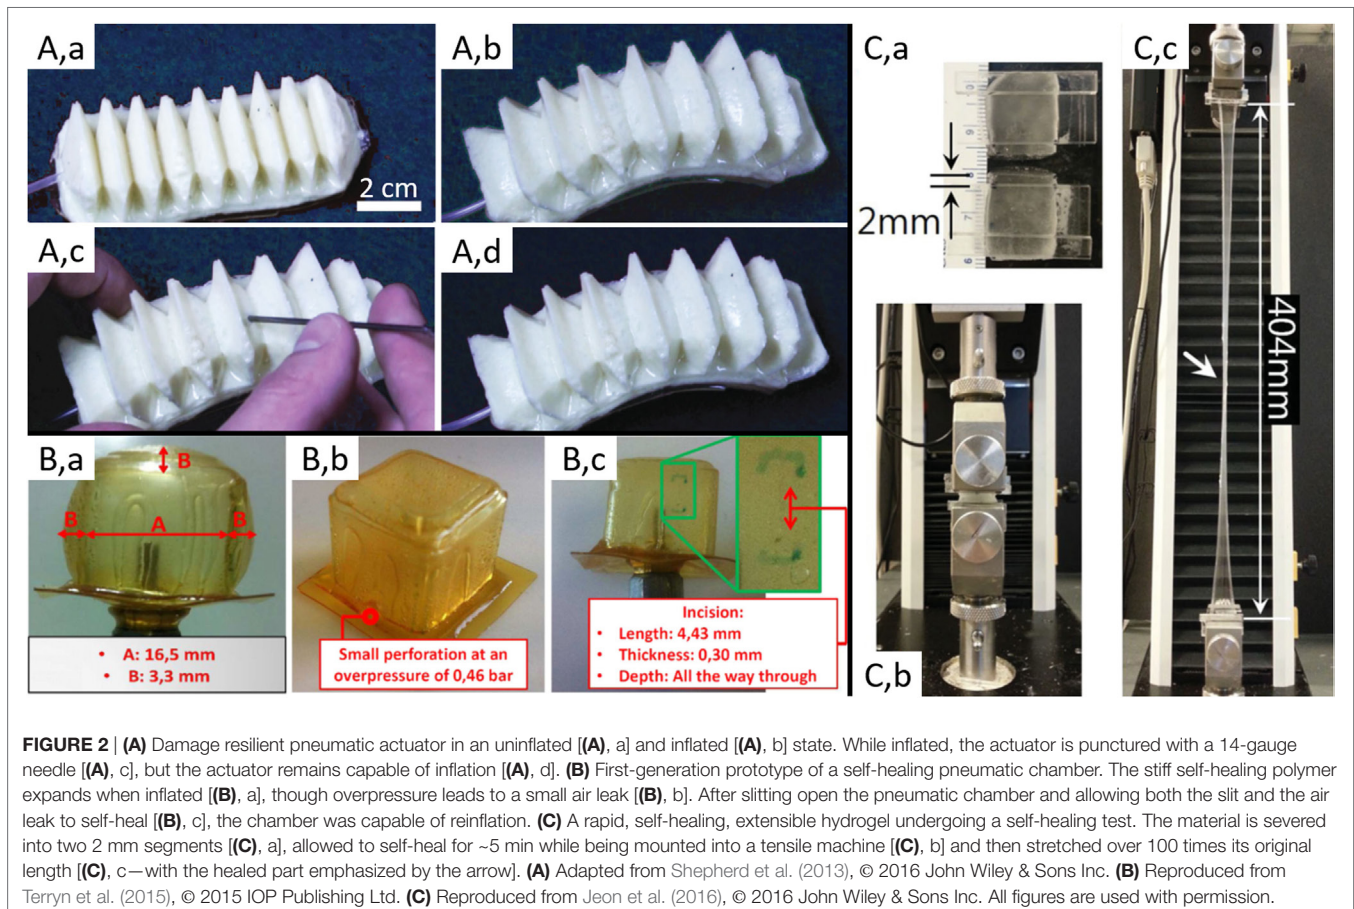 A,a
2 cm
A,b
A,c
A,d
B,a
B
B
A
B
• A: 16,5 mm
• B: 3,3 mm
B,b
Small perforation at an
overpressure of 0,46 bar
B,c
Incision:
• Length: 4,43 mm
• Thickness: 0,30 mm
• Depth: All the way through
C,a
2mm
C,b
C,c
404mm
FIGURE 2 | (A) Damage resilient pneumatic actuator in an uninflated [(A), a] and inflated [(A), b] state. While inflated, the actuator is punctured with a 14-gauge
needle [(A), c], but the actuator remains capable of inflation [(A), d]. (B) First-generation prototype of a self-healing pneumatic chamber. The stiff self-healing polymer
expands when inflated [(B), a], though overpressure leads to a small air leak [(B), b]. After slitting open the pneumatic chamber and allowing both the slit and the air
leak to self-heal [(B), c], the chamber was capable of reinflation. (C) A rapid, self-healing, extensible hydrogel undergoing a self-healing test. The material is severed
into two 2 mm segments [(C), a], allowed to self-heal for ~5 min while being mounted into a tensile machine [(C), b] and then stretched over 100 times its original
length [(C), c—with the healed part emphasized by the arrow]. (A) Adapted from Shepherd et al. (2013), © 2016 John Wiley & Sons Inc. (B) Reproduced from
Terryn et al. (2015), © 2015 IOP Publishing Ltd. (C) Reproduced from Jeon et al. (2016), © 2016 John Wiley & Sons Inc. All figures are used with permission.